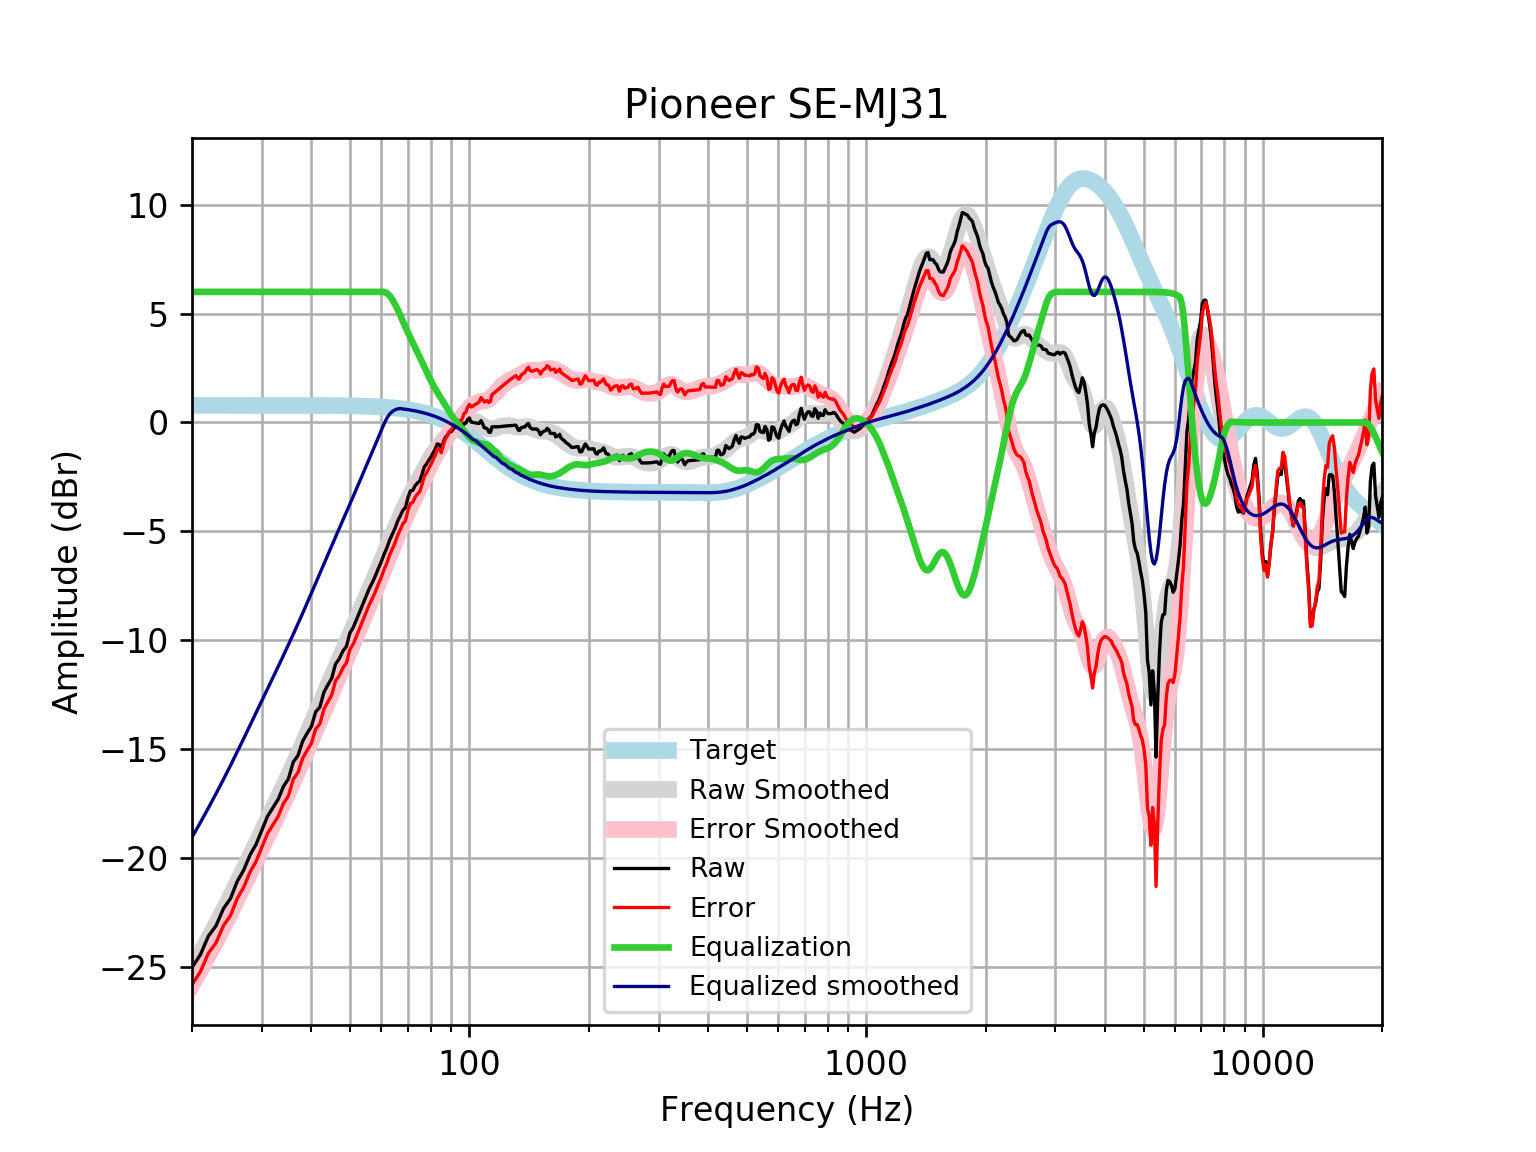 Pioneer SE-MJ31
10
5
0
−5
−10
−15
−20
−25
Amplitude (dBr)
Target
Raw Smoothed
Error Smoothed
Raw
Error
Equalization
Equalized smoothed
100 1000 10000
Frequency (Hz)